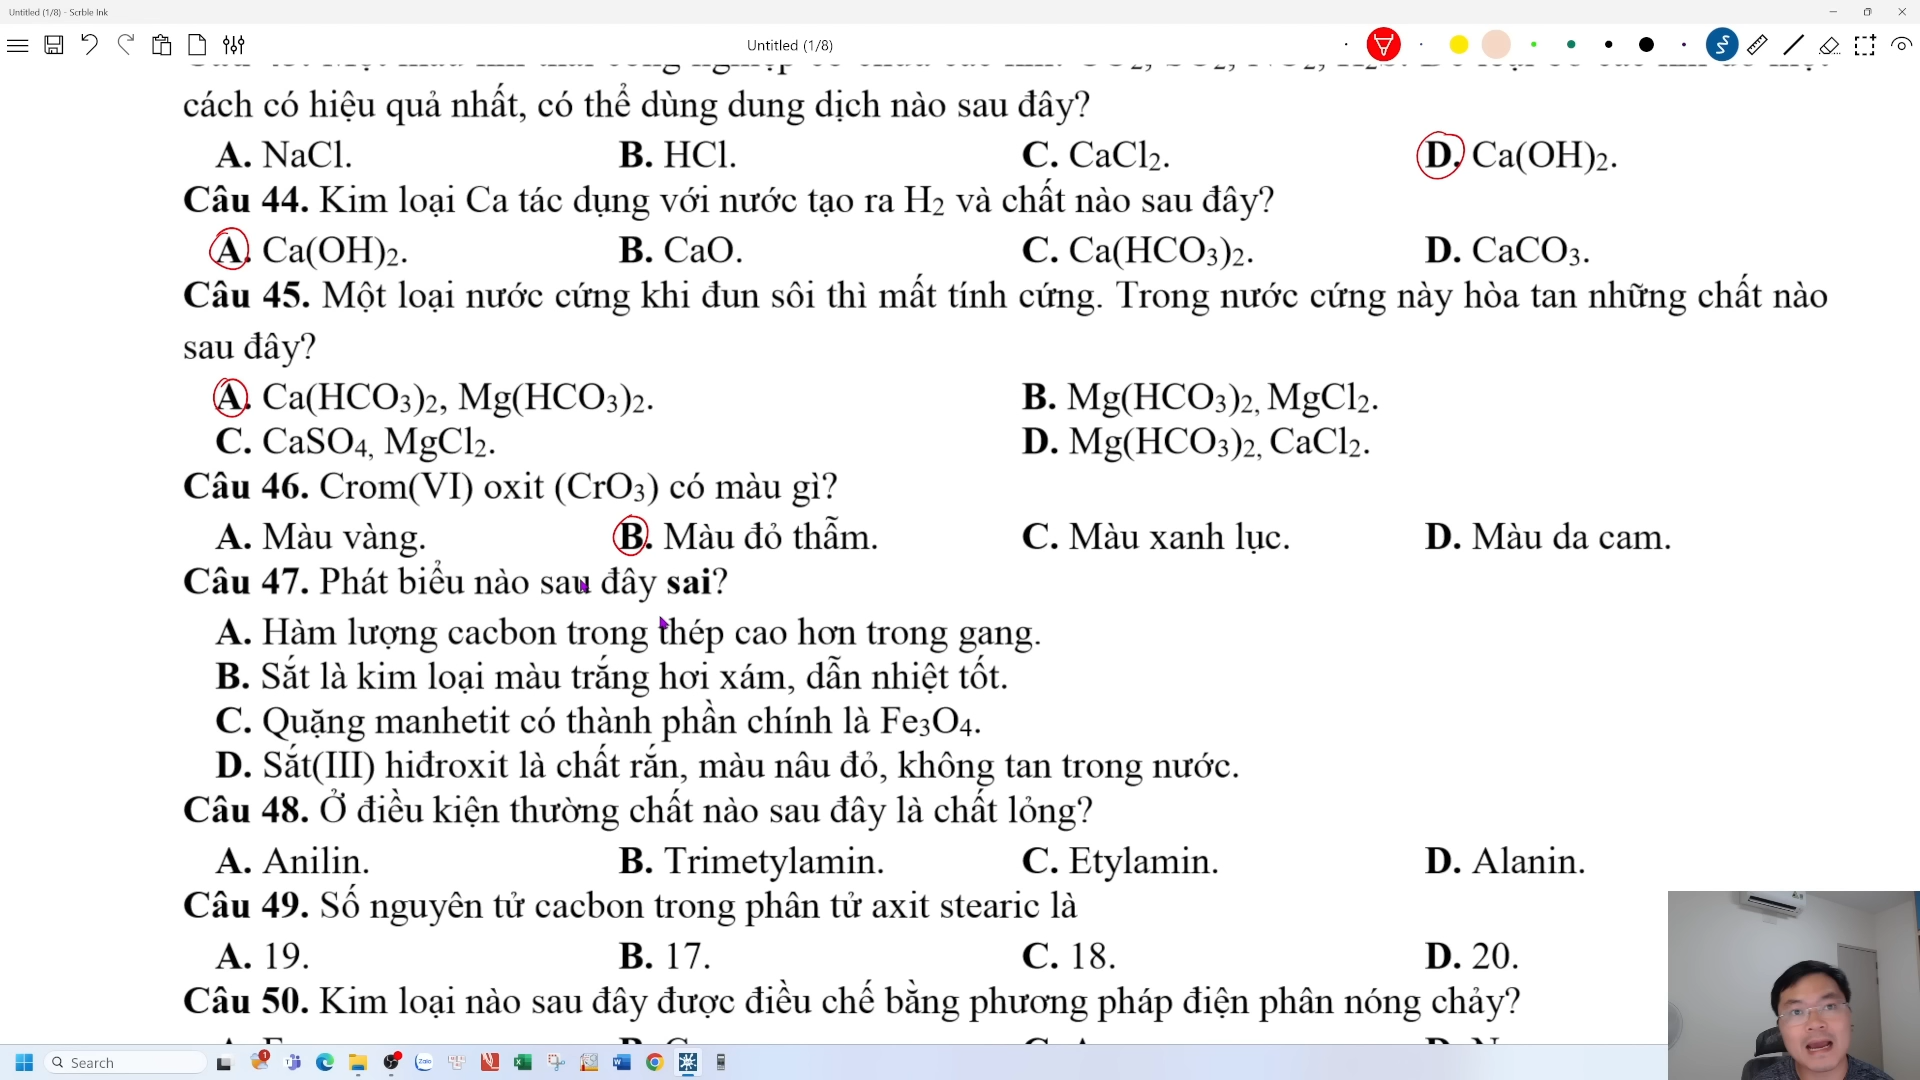 Untitled (1/8) - Scrble Ink
Untitled (1/8)
cách có hiệu quả nhất, có thể dùng dung dịch nào sau đây?
A. NaCl. B. HCl. C. CaCl₂. D. Ca(OH)₂.
Câu 44. Kim loại Ca tác dụng với nước tạo ra H₂ và chất nào sau đây?
A. Ca(OH)₂. B. CaO. C. Ca(HCO₃)₂. D. CaCO₃.
Câu 45. Một loại nước cứng khi đun sôi thì mất tính cứng. Trong nước cứng này hòa tan những chất nào
sau đây?
A. Ca(HCO₃)₂, Mg(HCO₃)₂. B. Mg(HCO₃)₂, MgCl₂.
C. CaSO₄, MgCl₂. D. Mg(HCO₃)₂, CaCl₂.
Câu 46. Crom(VI) oxit (CrO₃) có màu gì?
A. Màu vàng. B. Màu đỏ thẫm. C. Màu xanh lục. D. Màu da cam.
Câu 47. Phát biểu nào sau đây sai?
A. Hàm lượng cacbon trong thép cao hơn trong gang.
B. Sắt là kim loại màu trắng hơi xám, dẫn nhiệt tốt.
C. Quặng manhetit có thành phần chính là Fe₃O₄.
D. Sắt(III) hiđroxit là chất rắn, màu nâu đỏ, không tan trong nước.
Câu 48. Ở điều kiện thường chất nào sau đây là chất lỏng?
A. Anilin. B. Trimetylamin. C. Etylamin. D. Alanin.
Câu 49. Số nguyên tử cacbon trong phân tử axit stearic là
A. 19. B. 17. C. 18. D. 20.
Câu 50. Kim loại nào sau đây được điều chế bằng phương pháp điện phân nóng chảy?
Search